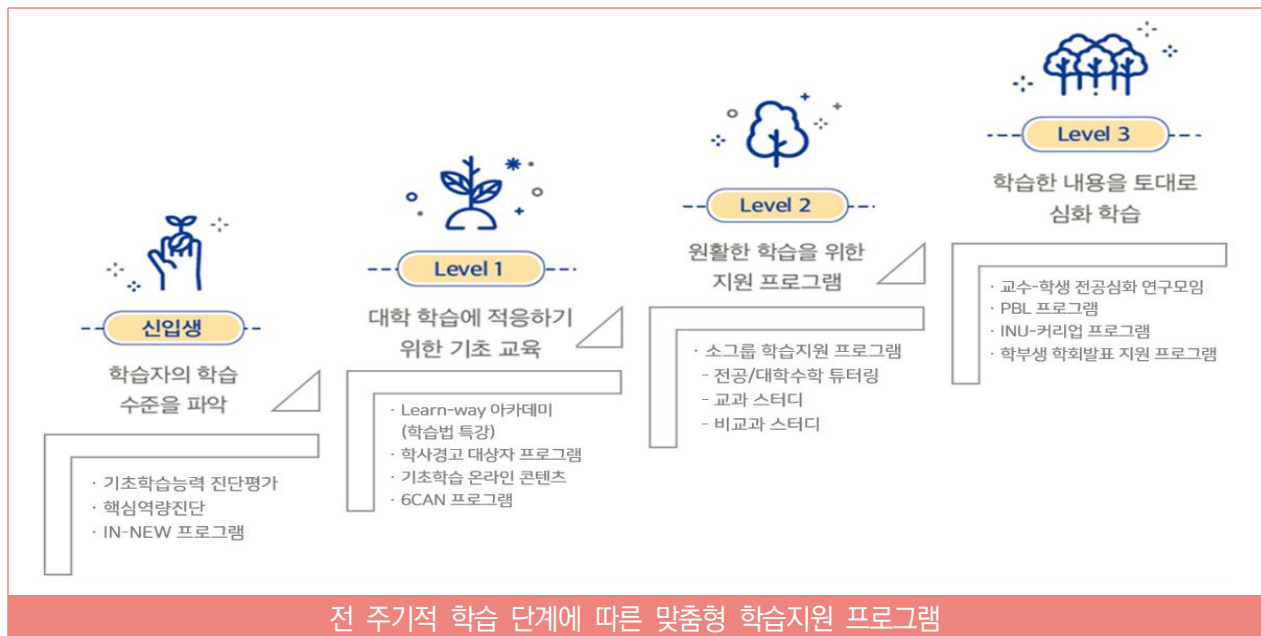 신입생
학습자의 학습
수준을 파악
· 기초학습능력 진단평가
· 핵심역량진단
· IN-NEW 프로그램
Level 1
대학 학습에 적응하기
위한 기초 교육
· Learn-way 아카데미
(학습법 특강)
· 학사경고 대상자 프로그램
· 기초학습 온라인 콘텐츠
· 6CAN 프로그램
Level 2
원활한 학습을 위한
지원 프로그램
· 소그룹 학습지원 프로그램
- 전공/대학수학 튜터링
- 교과 스터디
- 비교과 스터디
Level 3
학습한 내용을 토대로
심화 학습
· 교수-학생 전공심화 연구모임
· PBL 프로그램
· INU-커리업 프로그램
· 학부생 학회발표 지원 프로그램
전 주기적 학습 단계에 따른 맞춤형 학습지원 프로그램